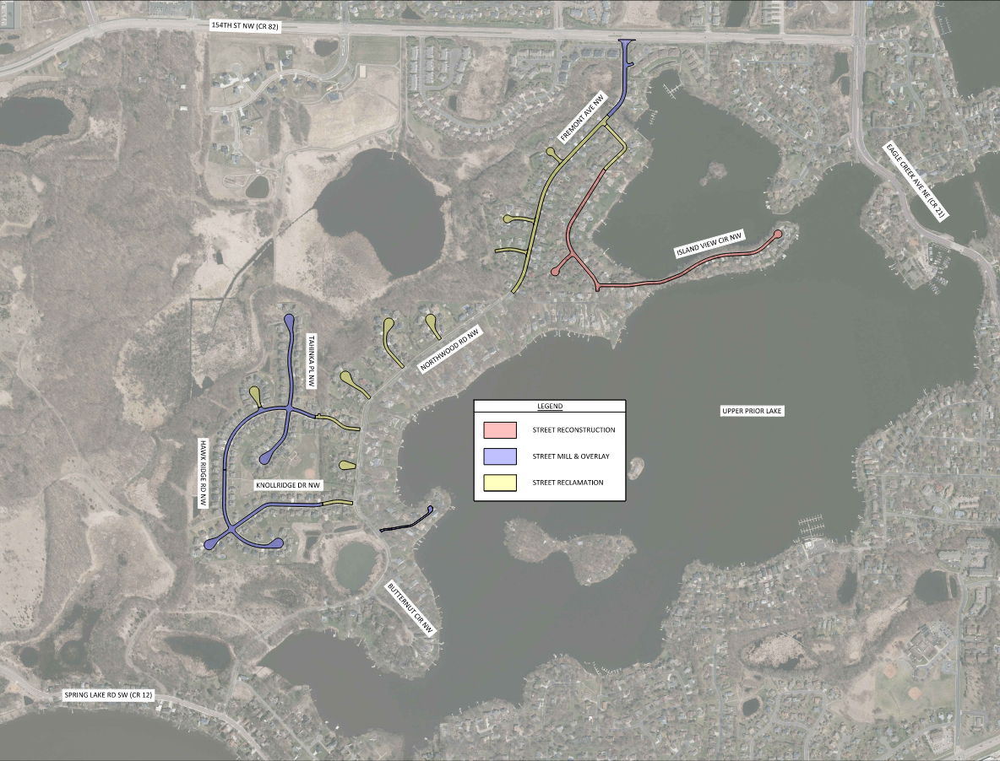 154TH ST NW (CR 82)
FREMONT AVE NW
EAGLE CREEK AVE NE (CR 21)
ISLAND VIEW CIR NW
TAHINKA PL NW
NORTHWOOD RD NW
UPPER PRIOR LAKE
LEGEND
STREET RECONSTRUCTION
STREET MILL & OVERLAY
STREET RECLAMATION
HAWK RIDGE RD NW
KNOLLRIDGE DR NW
BUTTERNUT CIR NW
SPRING LAKE RD SW (CR 12)